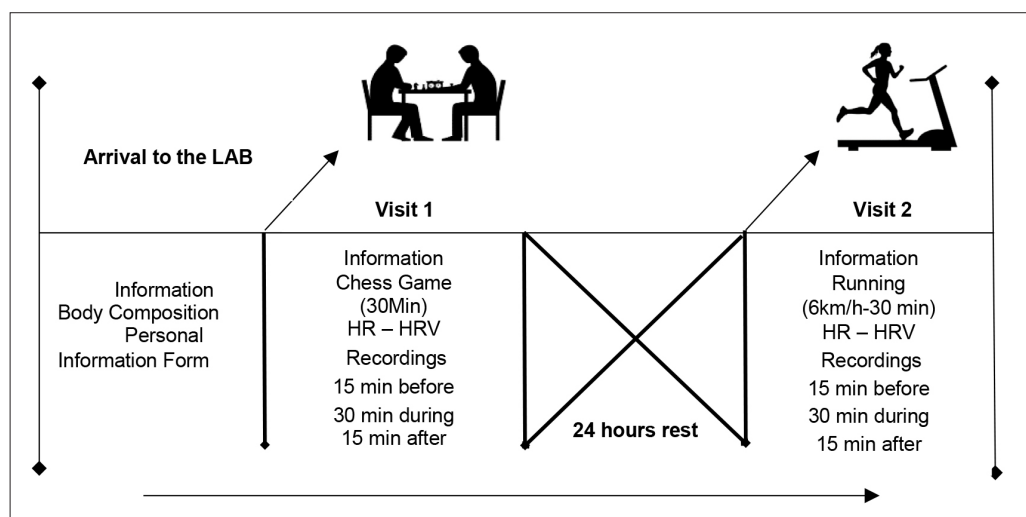 Arrival to the LAB
Information
Body Composition
Personal
Information Form
Visit 1
Information
Chess Game
(30Min)
HR – HRV
Recordings
15 min before
30 min during
15 min after
24 hours rest
Visit 2
Information
Running
(6km/h-30 min)
HR – HRV
Recordings
15 min before
30 min during
15 min after